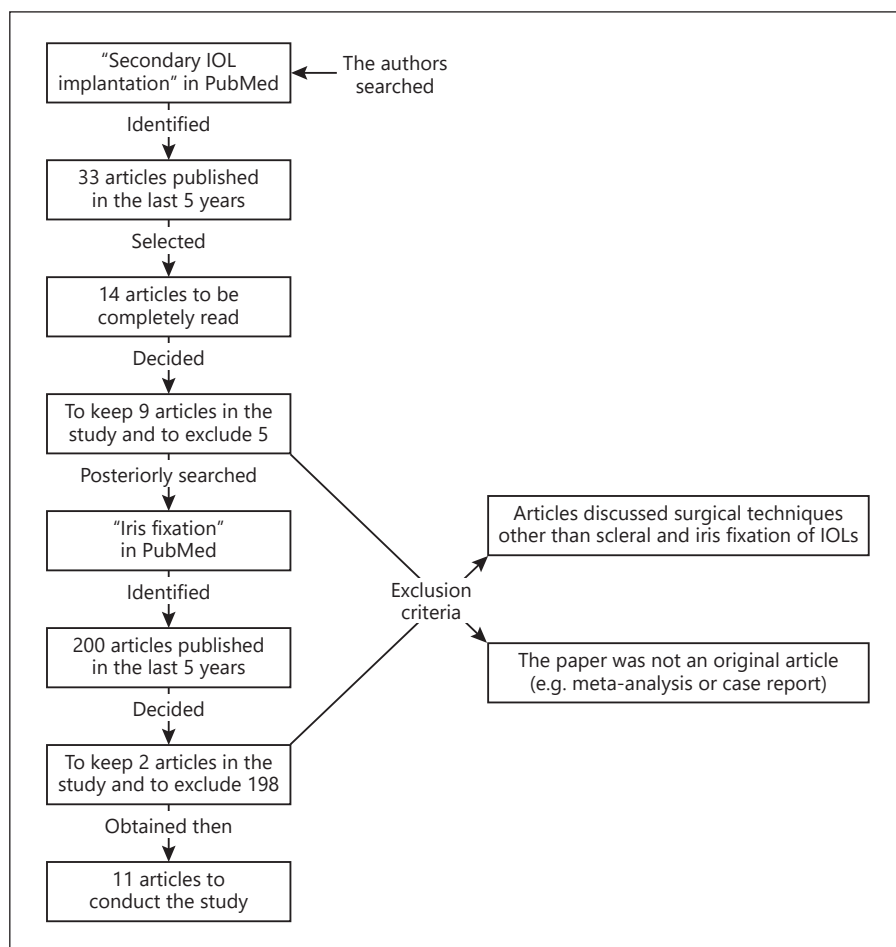 “Secondary IOL
implantation” in PubMed
The authors
searched
Identified
33 articles published
in the last 5 years
Selected
14 articles to be
completely read
Decided
To keep 9 articles in the
study and to exclude 5
Posteriorly searched
“Iris fixation”
in PubMed
Identified
200 articles published
in the last 5 years
Decided
To keep 2 articles in the
study and to exclude 198
Obtained then
11 articles to
conduct the study
Exclusion
criteria
Articles discussed surgical techniques
other than scleral and iris fixation of IOLs
The paper was not an original article
(e.g. meta-analysis or case report)